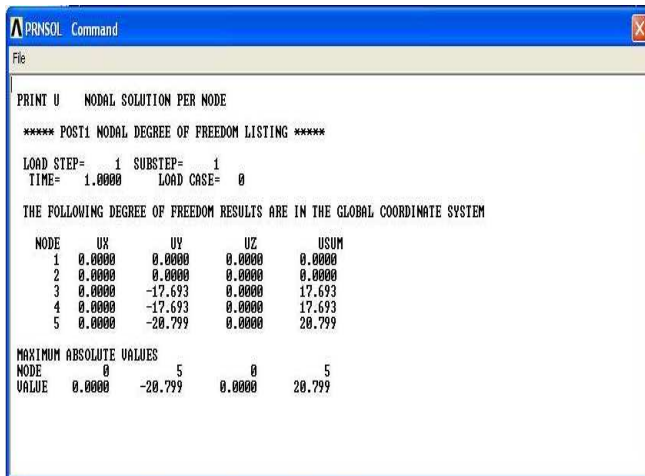 PRNSOL Command
File
PRINT U NODAL SOLUTION PER NODE
***** POST1 NODAL DEGREE OF FREEDOM LISTING *****
LOAD STEP= 1 SUBSTEP= 1
TIME= 1.0000 LOAD CASE= 0
THE FOLLOWING DEGREE OF FREEDOM RESULTS ARE IN THE GLOBAL COORDINATE SYSTEM
NODE UX UY UZ USUM
1 0.0000 0.0000 0.0000 0.0000
2 0.0000 0.0000 0.0000 0.0000
3 0.0000 -17.693 0.0000 17.693
4 0.0000 -17.693 0.0000 17.693
5 0.0000 -20.799 0.0000 20.799
MAXIMUM ABSOLUTE VALUES
NODE 0 5 0 5
VALUE 0.0000 -20.799 0.0000 20.799